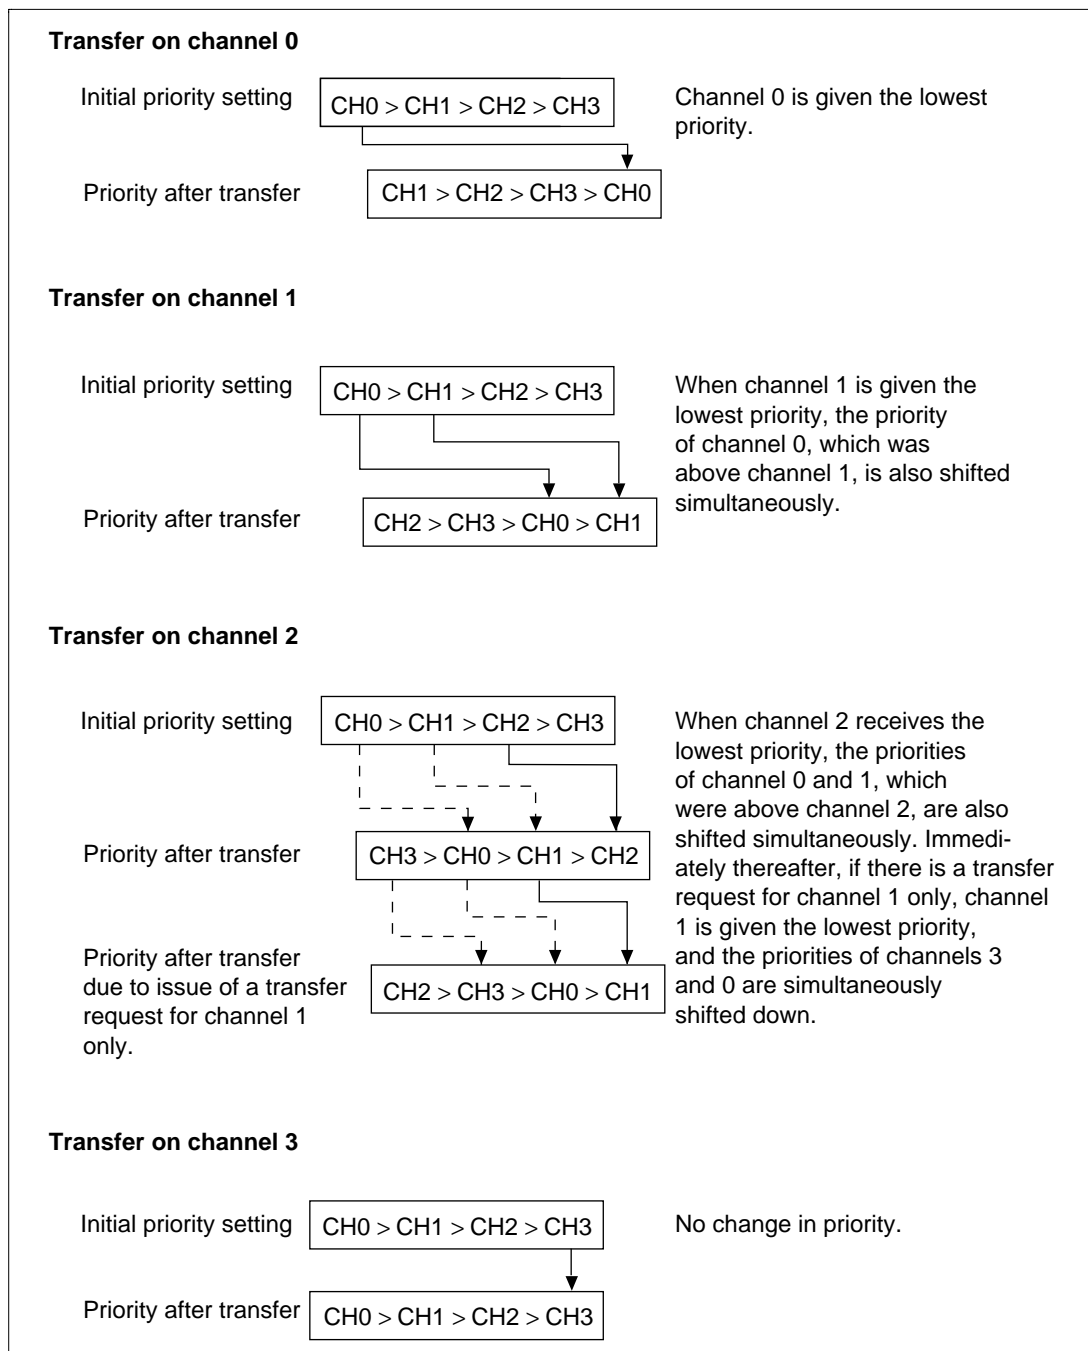 Transfer on channel 0
Initial priority setting
CH0 > CH1 > CH2 > CH3
Channel 0 is given the lowest
priority.
Priority after transfer
CH1 > CH2 > CH3 > CH0
Transfer on channel 1
Initial priority setting
CH0 > CH1 > CH2 > CH3
When channel 1 is given the
lowest priority, the priority
of channel 0, which was
above channel 1, is also shifted
simultaneously.
Priority after transfer
CH2 > CH3 > CH0 > CH1
Transfer on channel 2
Initial priority setting
CH0 > CH1 > CH2 > CH3
When channel 2 receives the
lowest priority, the priorities
of channel 0 and 1, which
were above channel 2, are also
shifted simultaneously. Immedi-
ately thereafter, if there is a transfer
request for channel 1 only, channel
1 is given the lowest priority,
and the priorities of channels 3
and 0 are simultaneously
shifted down.
Priority after transfer
CH3 > CH0 > CH1 > CH2
Priority after transfer
due to issue of a transfer
request for channel 1
only.
CH2 > CH3 > CH0 > CH1
Transfer on channel 3
Initial priority setting
CH0 > CH1 > CH2 > CH3
No change in priority.
Priority after transfer
CH0 > CH1 > CH2 > CH3